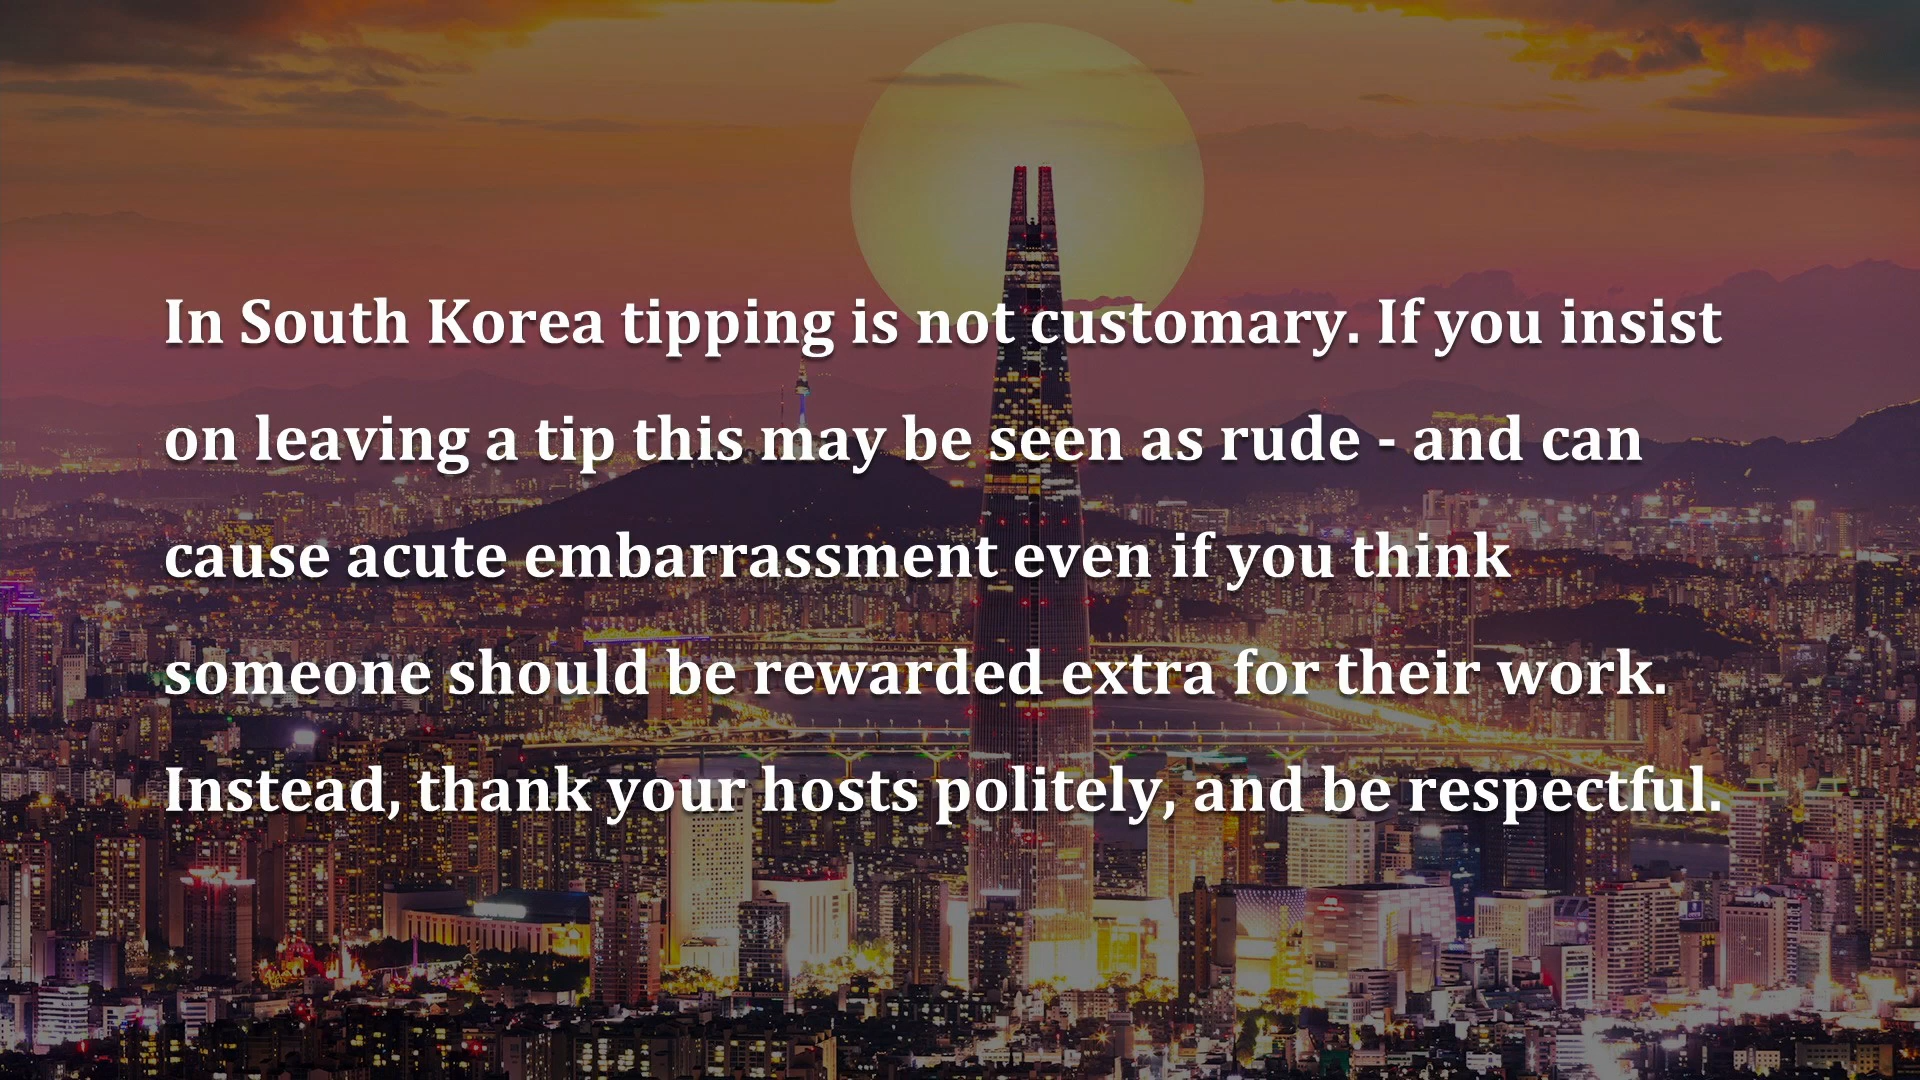 In South Korea tipping is not customary. If you insist
on leaving a tip this may be seen as rude - and can
cause acute embarrassment even if you think
someone should be rewarded extra for their work.
Instead, thank your hosts politely, and be respectful.